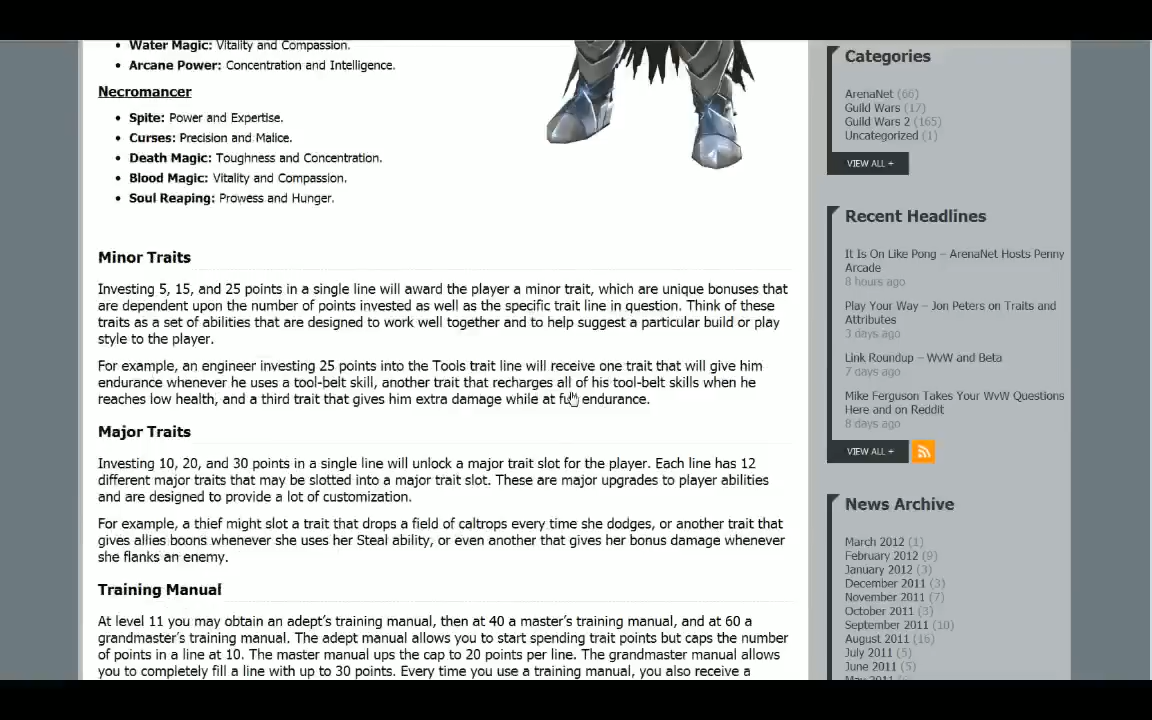 Water Magic: Vitality and Compassion.
Arcane Power: Concentration and Intelligence.
Necromancer
Spite: Power and Expertise.
Curses: Precision and Malice.
Death Magic: Toughness and Concentration.
Blood Magic: Vitality and Compassion.
Soul Reaping: Prowess and Hunger.
Minor Traits
Investing 5, 15, and 25 points in a single line will award the player a minor trait, which are unique bonuses that
are dependent upon the number of points invested as well as the specific trait line in question. Think of these
traits as a set of abilities that are designed to work well together and to help suggest a particular build or play
style to the player.
For example, an engineer investing 25 points into the Tools trait line will receive one trait that will give him
endurance whenever he uses a tool-belt skill, another trait that recharges all of his tool-belt skills when he
reaches low health, and a third trait that gives him extra damage while at full endurance.
Major Traits
Investing 10, 20, and 30 points in a single line will unlock a major trait slot for the player. Each line has 12
different major traits that may be slotted into a major trait slot. These are major upgrades to player abilities
and are designed to provide a lot of customization.
For example, a thief might slot a trait that drops a field of caltrops every time she dodges, or another trait that
gives allies boons whenever she uses her Steal ability, or even another that gives her bonus damage whenever
she flanks an enemy.
Training Manual
At level 11 you may obtain an adept's training manual, then at 40 a master's training manual, and at 60 a
grandmaster's training manual. The adept manual allows you to start spending trait points but caps the number
of points in a line at 10. The master manual ups the cap to 20 points per line. The grandmaster manual allows
you to completely fill a line with up to 30 points. Every time you use a training manual, you also receive a
Categories
ArenaNet (66)
Guild Wars (17)
Guild Wars 2 (165)
Uncategorized (1)
VIEW ALL +
Recent Headlines
It Is On Like Pong – ArenaNet Hosts Penny
Arcade
8 hours ago
Play Your Way – Jon Peters on Traits and
Attributes
3 days ago
Link Roundup – WvW and Beta
7 days ago
Mike Ferguson Takes Your WvW Questions
Here and on Reddit
8 days ago
VIEW ALL +
News Archive
March 2012 (1)
February 2012 (9)
January 2012 (3)
December 2011 (3)
November 2011 (7)
October 2011 (3)
September 2011 (10)
August 2011 (16)
July 2011 (5)
June 2011 (5)